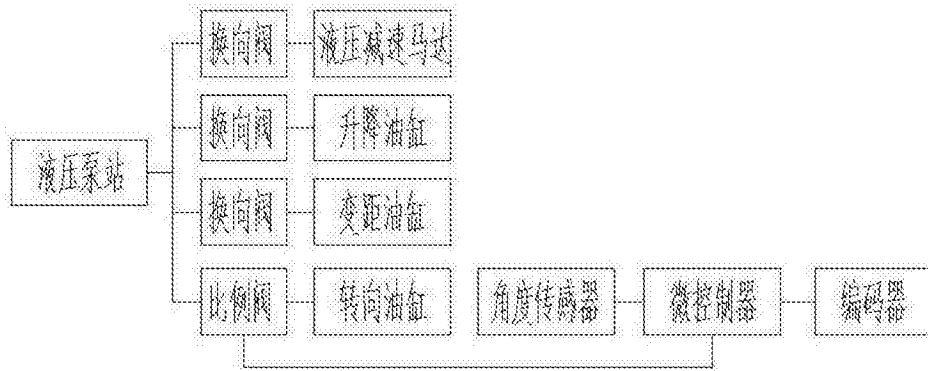 换向阀 液压减速马达
换向阀 升降油缸
液压泵站
换向阀 变距油缸
比例阀 转向油缸 角度传感器 微控制器 编码器